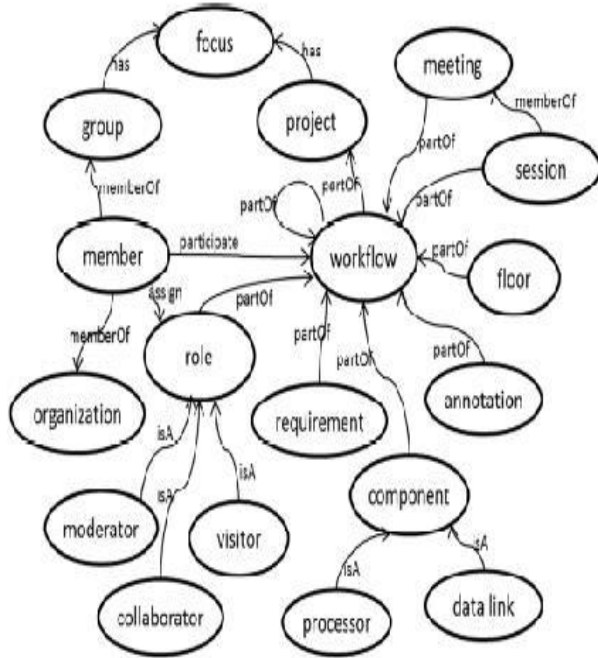 focus
has
has
meeting
memberOf
group
project
partOf
session
memberOf
partOf
partOf
partOf
member
participate
workflow
partOf
floor
assign
partOf
memberOf
role
partOf
partOf
partOf
organization
requirement
annotation
isA
isA
isA
component
moderator
visitor
isA
isA
collaborator
processor
data link